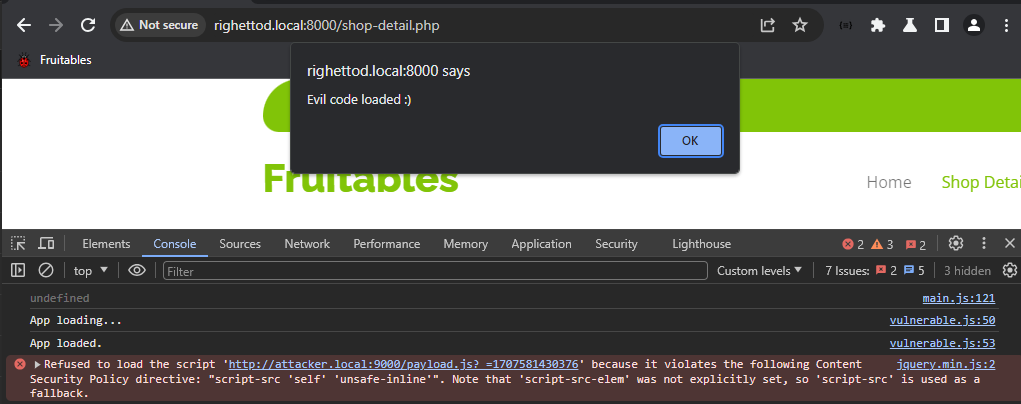 Not secure righettod.local:8000/shop-detail.php
Fruitables
righettod.local:8000 says
Evil code loaded :)
OK
Fruitables
Home Shop Detai
Elements Console Sources Network Performance Memory Application Security Lighthouse 2 3 2
top Filter Custom levels 7 Issues: 2 5 3 hidden
undefined main.js:121
App loading... vulnerable.js:50
App loaded. vulnerable.js:53
Refused to load the script 'http://attacker.local:9000/payload.js?_=1707581430376' because it violates the following Content jquery.min.js:2
Security Policy directive: "script-src 'self' 'unsafe-inline'". Note that 'script-src-elem' was not explicitly set, so 'script-src' is used as a
fallback.